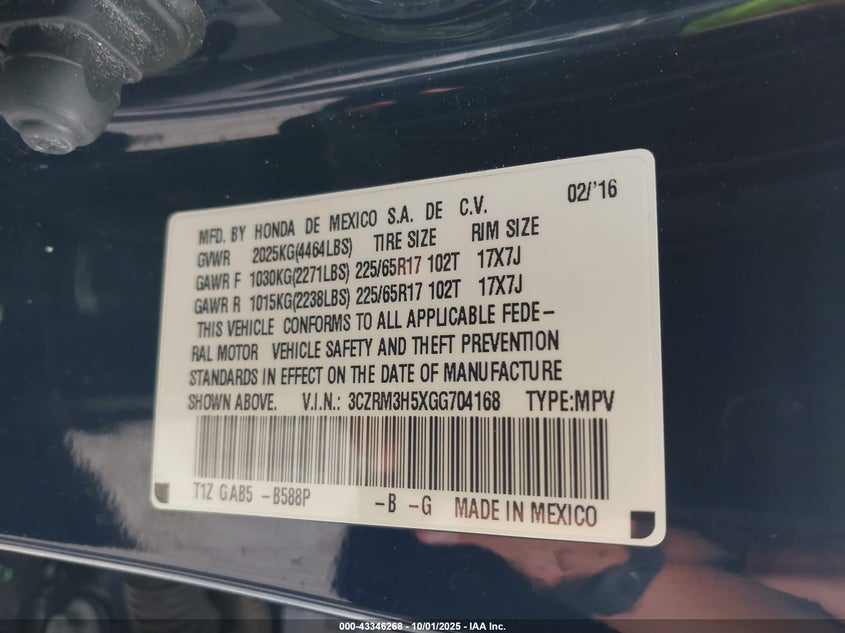 02/'16
MFD. BY HONDA DE MEXICO S.A. DE C.V.
GVWR 2025KG(4464LBS) TIRE SIZE RIM SIZE
GAWR F 1030KG(2271LBS) 225/65R17 102T 17X7J
GAWR R 1015KG(2238LBS) 225/65R17 102T 17X7J
THIS VEHICLE CONFORMS TO ALL APPLICABLE FEDE-
RAL MOTOR VEHICLE SAFETY AND THEFT PREVENTION
STANDARDS IN EFFECT ON THE DATE OF MANUFACTURE
SHOWN ABOVE. V.I.N.: 3CZRM3H5XGG704168 TYPE:MPV
T1Z GAB5 -B588P -B -G MADE IN MEXICO
000-43346268 - 10/01/2025 - IAA Inc.